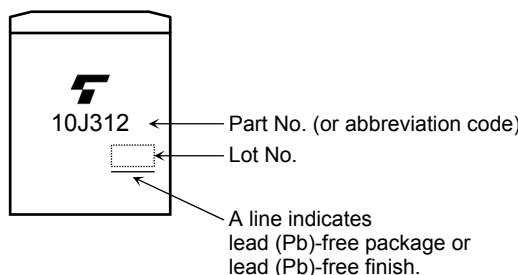 10J312
Part No. (or abbreviation code)
Lot No.
A line indicates
lead (Pb)-free package or
lead (Pb)-free finish.